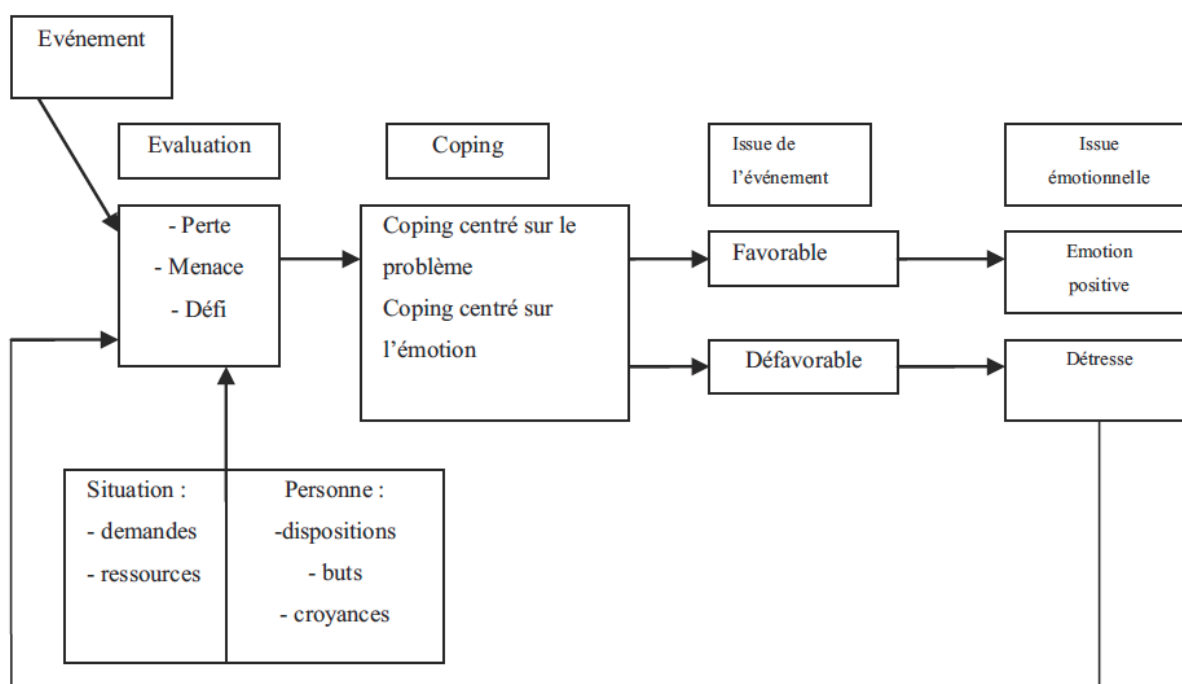 Evénement
Evaluation
Coping
Issue de
l’événement
Issue
émotionnelle
- Perte
- Menace
- Défi
Coping centré sur le
problème
Coping centré sur
l’émotion
Favorable
Emotion
positive
Défavorable
Détresse
Situation :
- demandes
- ressources
Personne :
-dispositions
- buts
- croyances